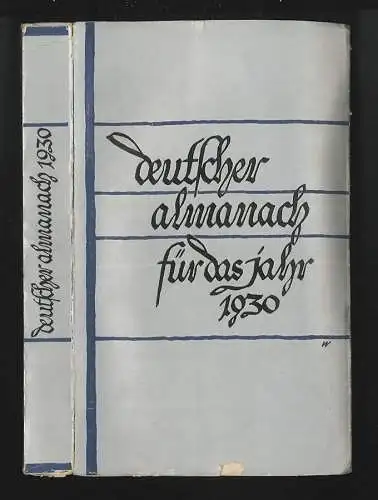 deutscher almanach 1930
deutscher
almanach
für das jahr
1930
W